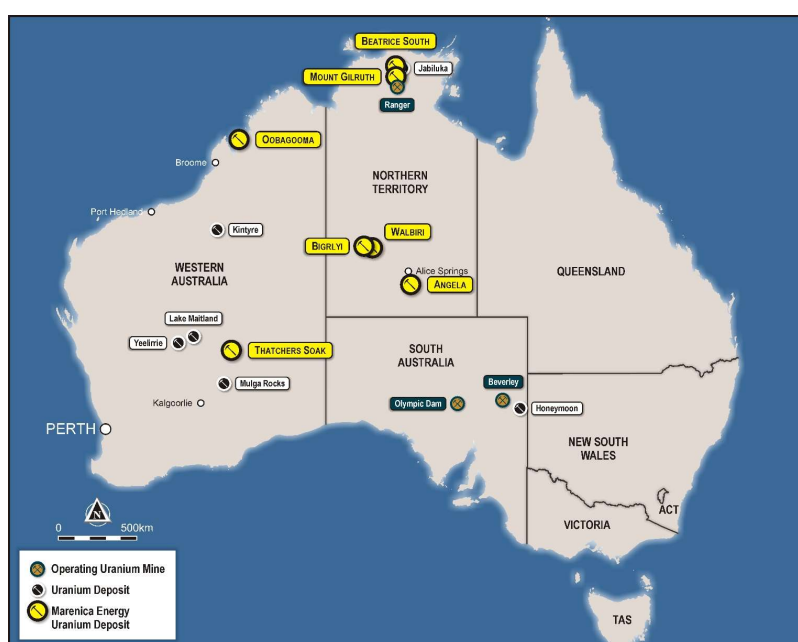 BEATRICE SOUTH
Jabiluka
MOUNT GILRUTH
Ranger
OOBAGOOMA
Broome
NORTHERN
TERRITORY
Port Hedland
Kintyre
WALBIRI
BIGRLYI
WESTERN
AUSTRALIA
Alice Springs
QUEENSLAND
ANGELA
Lake Maitland
Yeelirrie
THATCHERS SOAK
SOUTH
AUSTRALIA
Mulga Rocks
Beverley
Kalgoorlie
Olympic Dam
Honeymoon
PERTH
NEW SOUTH
WALES
N
0 500km
ACT
VICTORIA
Operating Uranium Mine
Uranium Deposit
Marenica Energy
Uranium Deposit
TAS